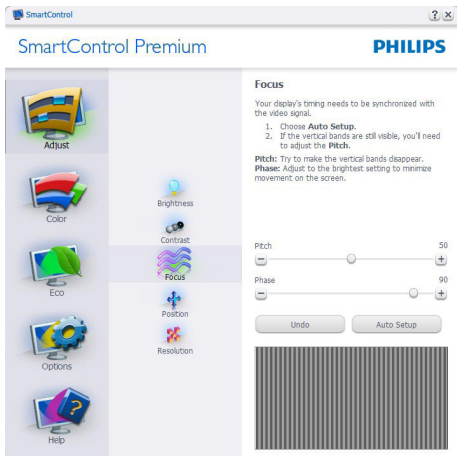 SmartControl
SmartControl Premium
PHILIPS
Adjust
Color
Eco
Options
Help
Brightness
Contrast
Focus
Position
Resolution
Focus
Your display's timing needs to be synchronized with
the video signal.
1. Choose Auto Setup.
2. If the vertical bands are still visible, you'll need
to adjust the Pitch.
Pitch: Try to make the vertical bands disappear.
Phase: Adjust to the brightest setting to minimize
movement on the screen.
Pitch 50
Phase 90
Undo Auto Setup